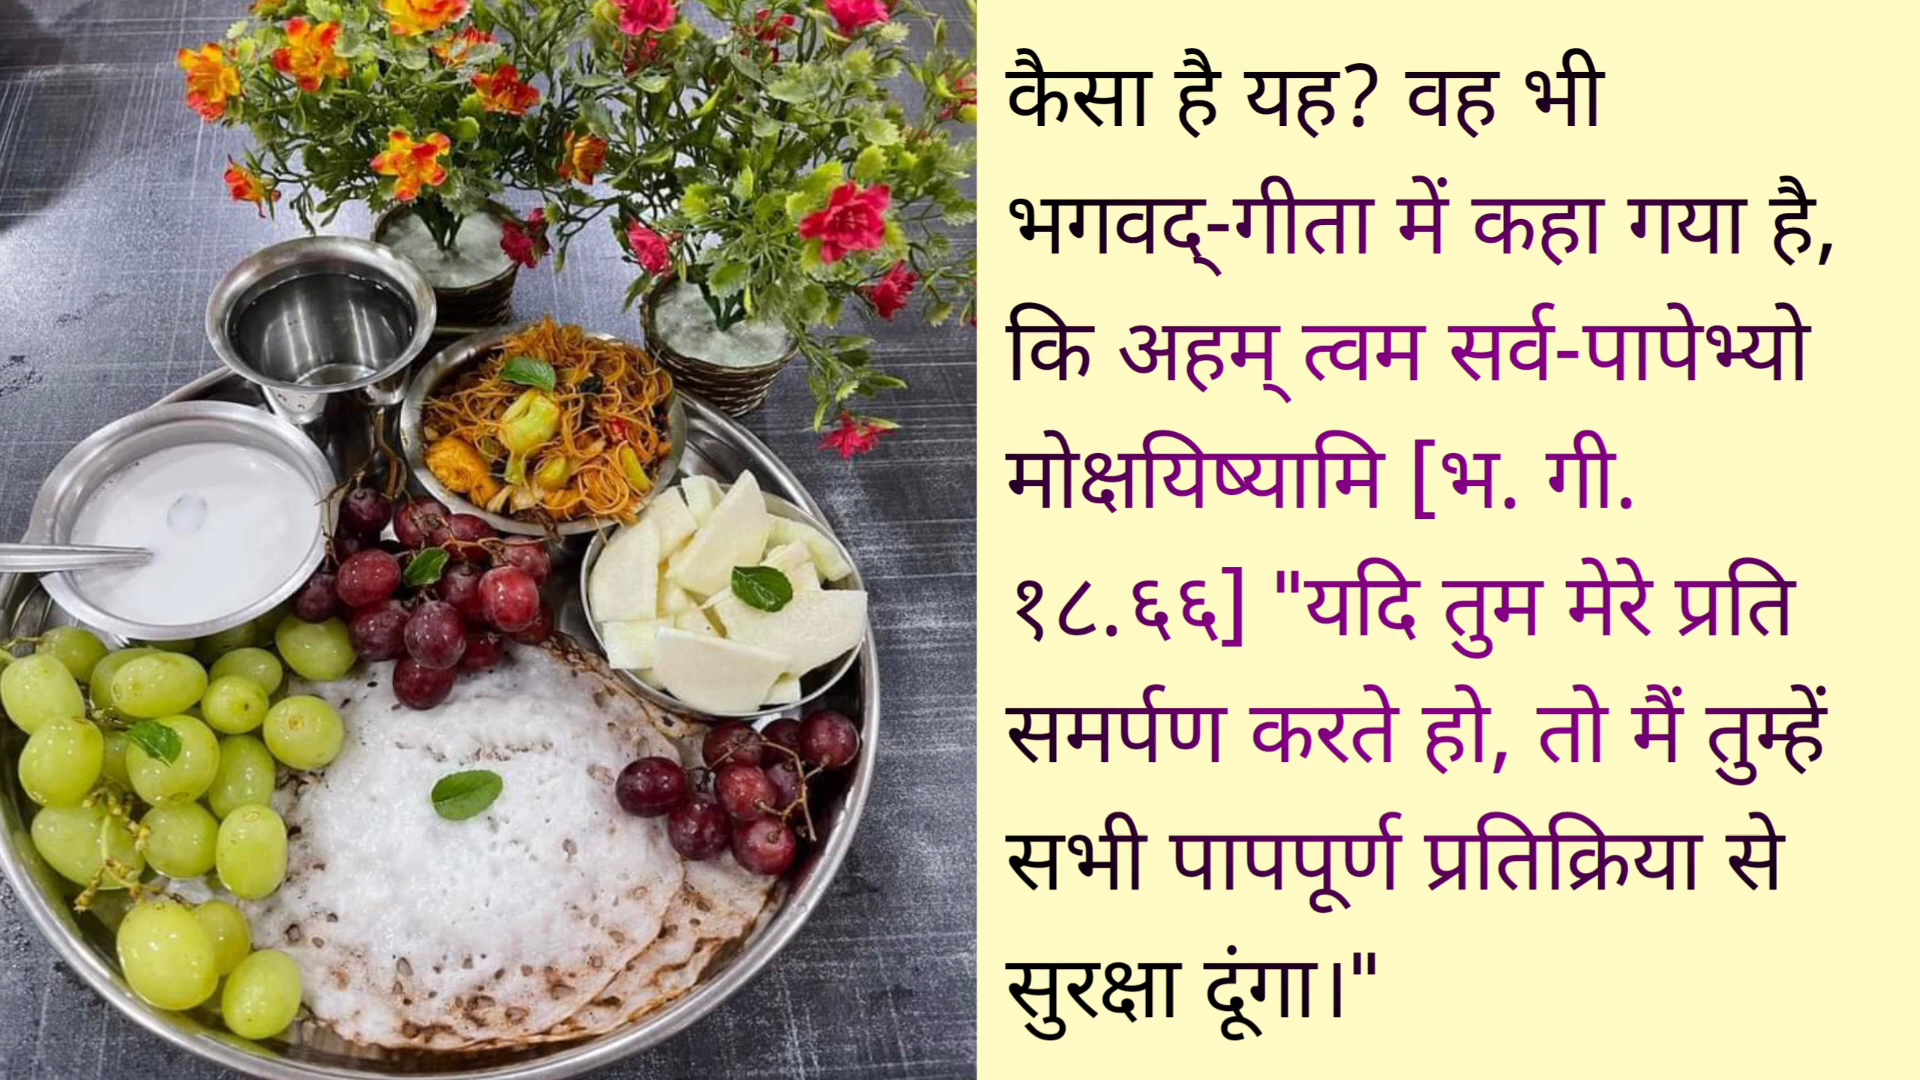 कैसा है यह? वह भी
भगवद्-गीता में कहा गया है,
कि अहम् त्वम सर्व-पापेभ्यो
मोक्षयिष्यामि [भ. गी.
१८.६६] "यदि तुम मेरे प्रति
समर्पण करते हो, तो मैं तुम्हें
सभी पापपूर्ण प्रतिक्रिया से
सुरक्षा दूंगा।"